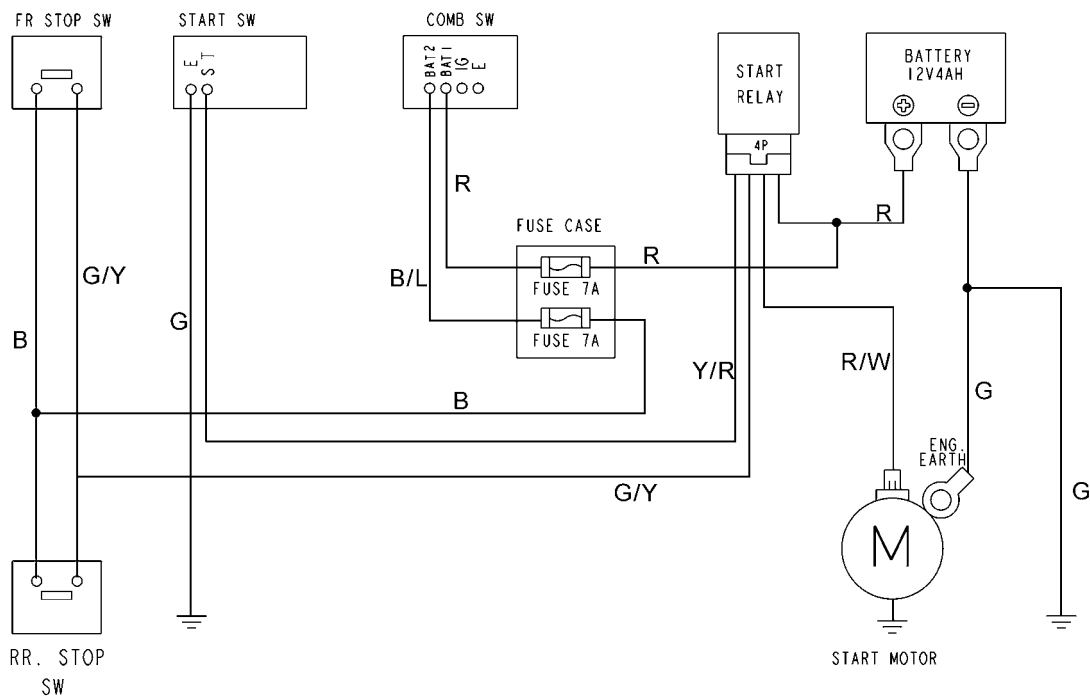 FR STOP SW
START SW
COMB SW
E
ST
BAT2
BAT1
IG
E
START
RELAY
4P
BATTERY
12V4AH
+
-
R
R
FUSE CASE
R
FUSE 7A
FUSE 7A
G/Y
B/L
B
G
Y/R
R/W
B
G
ENG.
EARTH
G/Y
G
M
RR. STOP
SW
START MOTOR